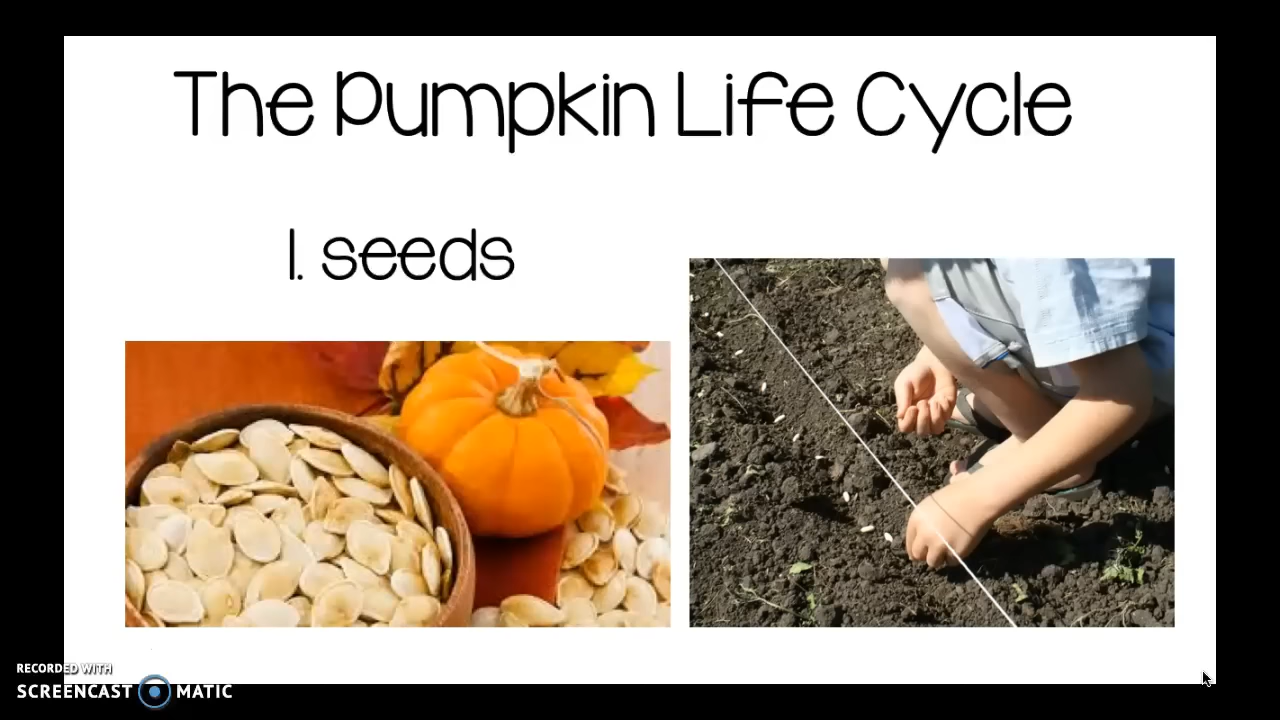 The Pumpkin Life Cycle
1. seeds
RECORDED WITH
SCREENCAST MATIC